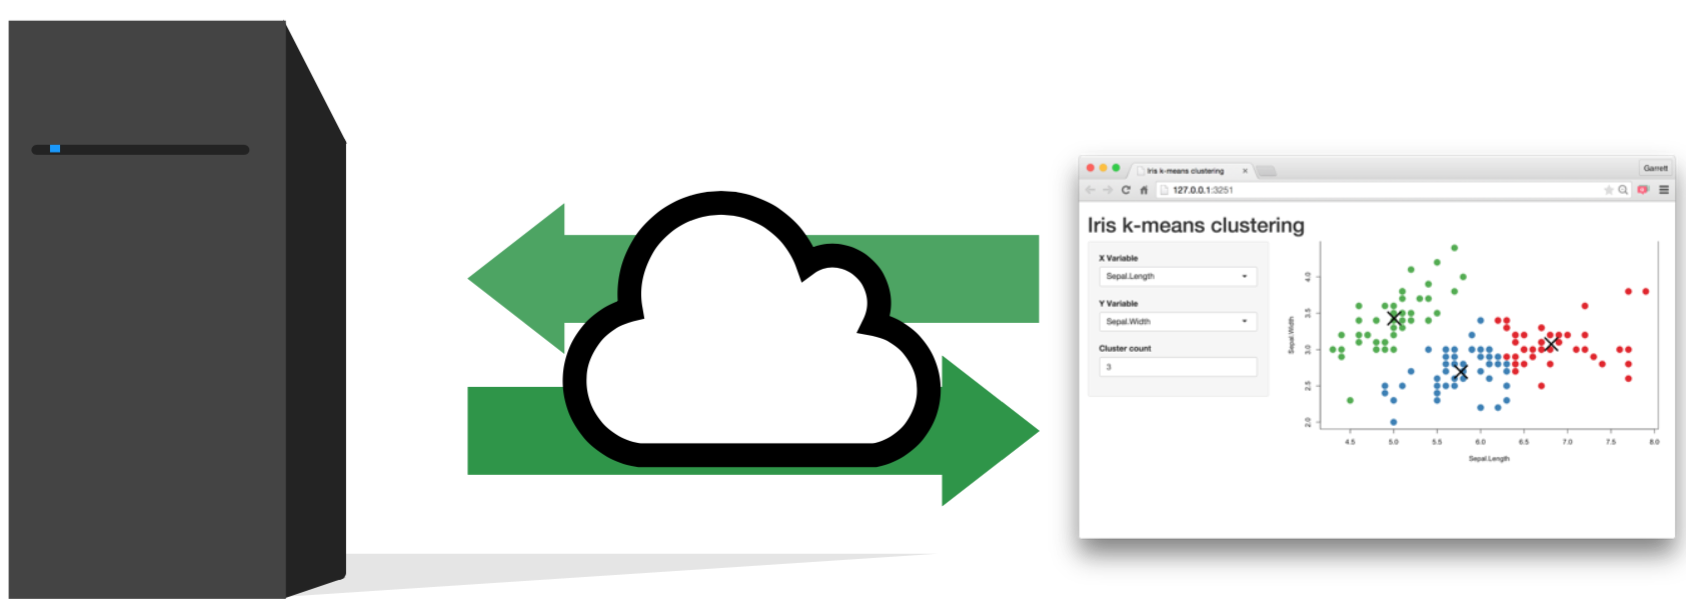 Iris k-means clustering
Garrett
127.0.0.1:3251
Iris k-means clustering
X Variable
Sepal.Length
Y Variable
Sepal.Width
Cluster count
3
Sepal.Width
4.0
3.5
3.0
2.5
2.0
4.5 5.0 5.5 6.0 6.5 7.0 7.5 8.0
Sepal.Length